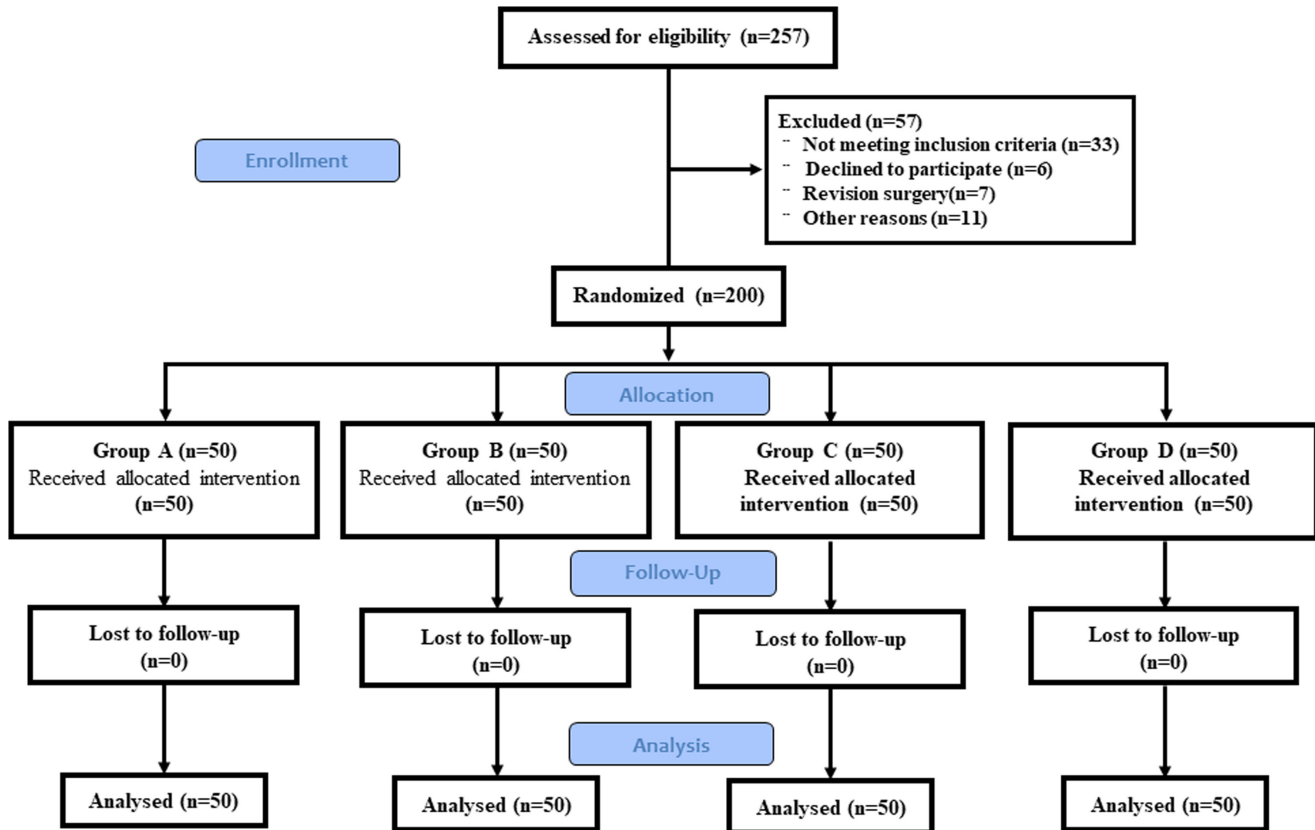 Assessed for eligibility (n=257)
Excluded (n=57)
¨ Not meeting inclusion criteria (n=33)
¨ Declined to participate (n=6)
¨ Revision surgery(n=7)
¨ Other reasons (n=11)
Enrollment
Randomized (n=200)
Allocation
Group A (n=50)
Received allocated intervention
(n=50)
Group B (n=50)
Received allocated intervention
(n=50)
Group C (n=50)
Received allocated
intervention (n=50)
Group D (n=50)
Received allocated
intervention (n=50)
Follow-Up
Lost to follow-up
(n=0)
Lost to follow-up
(n=0)
Lost to follow-up
(n=0)
Lost to follow-up
(n=0)
Analysis
Analysed (n=50)
Analysed (n=50)
Analysed (n=50)
Analysed (n=50)